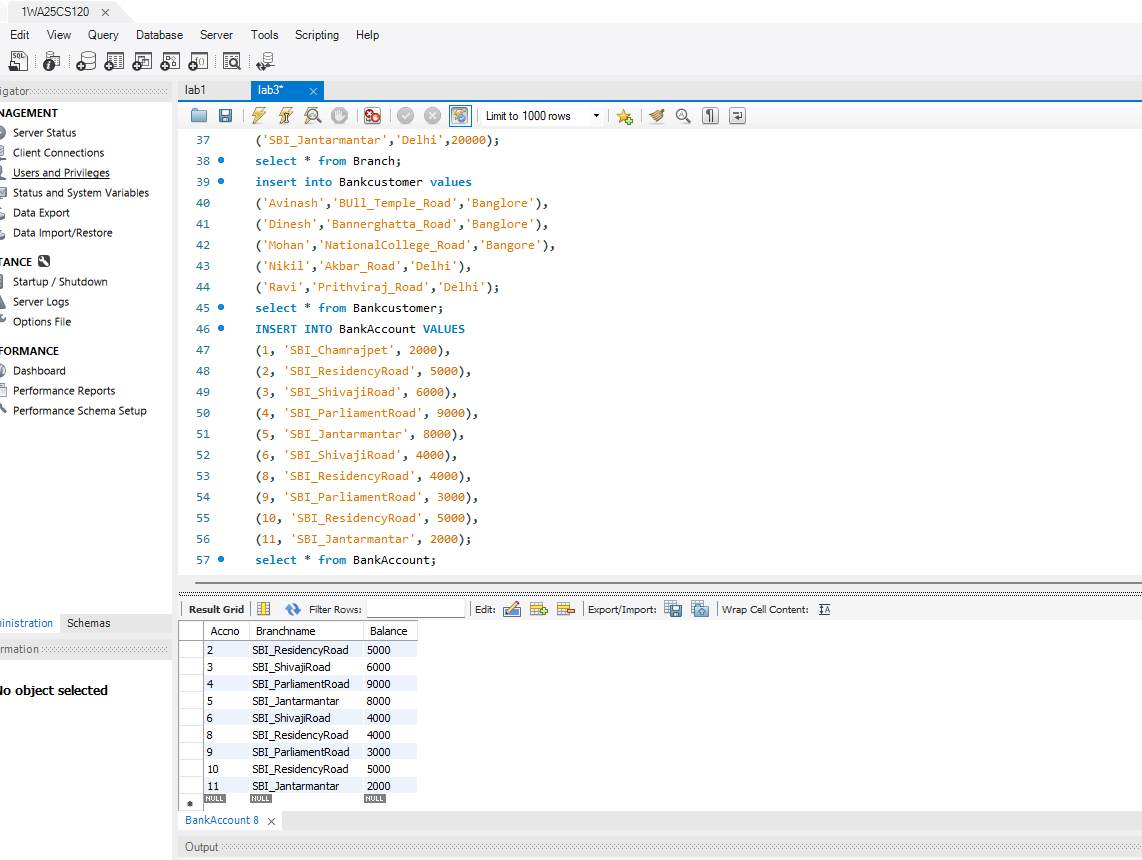 1WA25CS120
Edit View Query Database Server Tools Scripting Help
lab1 lab3*
Limit to 1000 rows
Server Status
Client Connections
Users and Privileges
Status and System Variables
Data Export
Data Import/Restore
Startup / Shutdown
Server Logs
Options File
Dashboard
Performance Reports
Performance Schema Setup
37 ('SBI_Jantarmantar','Delhi',20000);
38 select * from Branch;
39 insert into Bankcustomer values
40 ('Avinash','BUll_Temple_Road','Banglore'),
41 ('Dinesh','Bannerghatta_Road','Banglore'),
42 ('Mohan','NationalCollege_Road','Bangore'),
43 ('Nikil','Akbar_Road','Delhi'),
44 ('Ravi','Prithviraj_Road','Delhi');
45 select * from Bankcustomer;
46 INSERT INTO BankAccount VALUES
47 (1, 'SBI_Chamrajpet', 2000),
48 (2, 'SBI_ResidencyRoad', 5000),
49 (3, 'SBI_ShivajiRoad', 6000),
50 (4, 'SBI_ParliamentRoad', 9000),
51 (5, 'SBI_Jantarmantar', 8000),
52 (6, 'SBI_ShivajiRoad', 4000),
53 (8, 'SBI_ResidencyRoad', 4000),
54 (9, 'SBI_ParliamentRoad', 3000),
55 (10, 'SBI_ResidencyRoad', 5000),
56 (11, 'SBI_Jantarmantar', 2000);
57 select * from BankAccount;
Schemas
object selected
Result Grid Filter Rows: Edit: Export/Import: Wrap Cell Content:
Accno Branchname Balance
2 SBI_ResidencyRoad 5000
3 SBI_ShivajiRoad 6000
4 SBI_ParliamentRoad 9000
5 SBI_Jantarmantar 8000
6 SBI_ShivajiRoad 4000
8 SBI_ResidencyRoad 4000
9 SBI_ParliamentRoad 3000
10 SBI_ResidencyRoad 5000
11 SBI_Jantarmantar 2000
NULL NULL NULL
BankAccount 8
Output